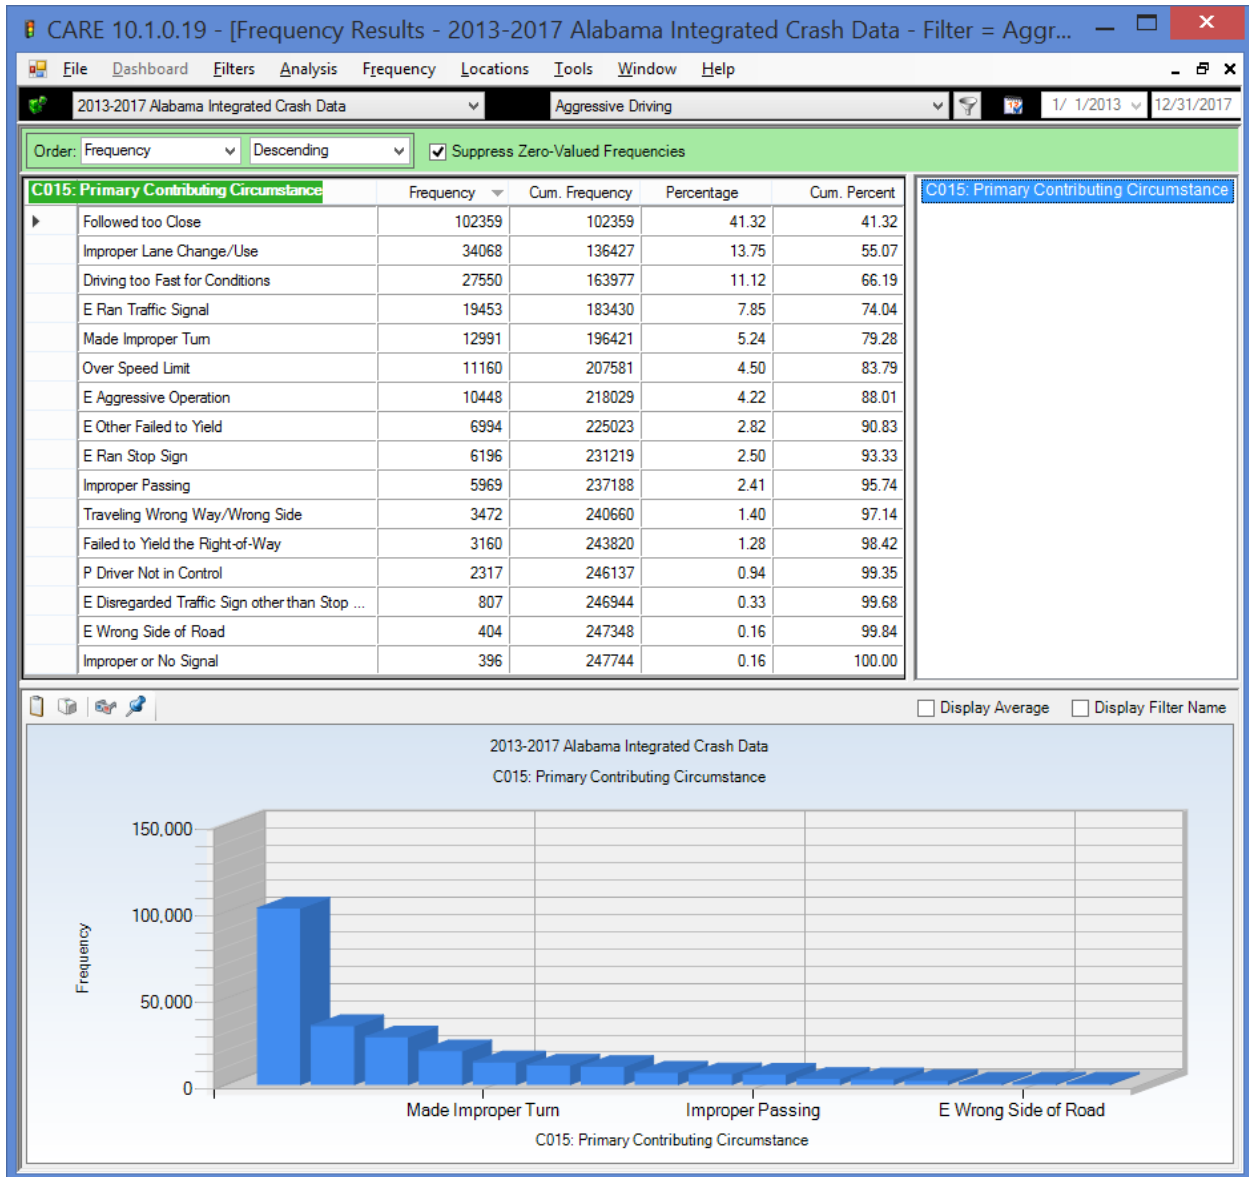 CARE 10.1.0.19 - [Frequency Results - 2013-2017 Alabama Integrated Crash Data - Filter = Aggr...
File Dashboard Filters Analysis Frequency Locations Tools Window Help
2013-2017 Alabama Integrated Crash Data Aggressive Driving 1/ 1/2013 12/31/2017
Order: Frequency Descending Suppress Zero-Valued Frequencies
C015: Primary Contributing Circumstance Frequency Cum. Frequency Percentage Cum. Percent C015: Primary Contributing Circumstance
Followed too Close 102359 102359 41.32 41.32
Improper Lane Change/Use 34068 136427 13.75 55.07
Driving too Fast for Conditions 27550 163977 11.12 66.19
E Ran Traffic Signal 19453 183430 7.85 74.04
Made Improper Turn 12991 196421 5.24 79.28
Over Speed Limit 11160 207581 4.50 83.79
E Aggressive Operation 10448 218029 4.22 88.01
E Other Failed to Yield 6994 225023 2.82 90.83
E Ran Stop Sign 6196 231219 2.50 93.33
Improper Passing 5969 237188 2.41 95.74
Traveling Wrong Way/Wrong Side 3472 240660 1.40 97.14
Failed to Yield the Right-of-Way 3160 243820 1.28 98.42
P Driver Not in Control 2317 246137 0.94 99.35
E Disregarded Traffic Sign other than Stop ... 807 246944 0.33 99.68
E Wrong Side of Road 404 247348 0.16 99.84
Improper or No Signal 396 247744 0.16 100.00
Display Average Display Filter Name
2013-2017 Alabama Integrated Crash Data
C015: Primary Contributing Circumstance
150,000
100,000
50,000
0
Frequency
Made Improper Turn Improper Passing E Wrong Side of Road
C015: Primary Contributing Circumstance